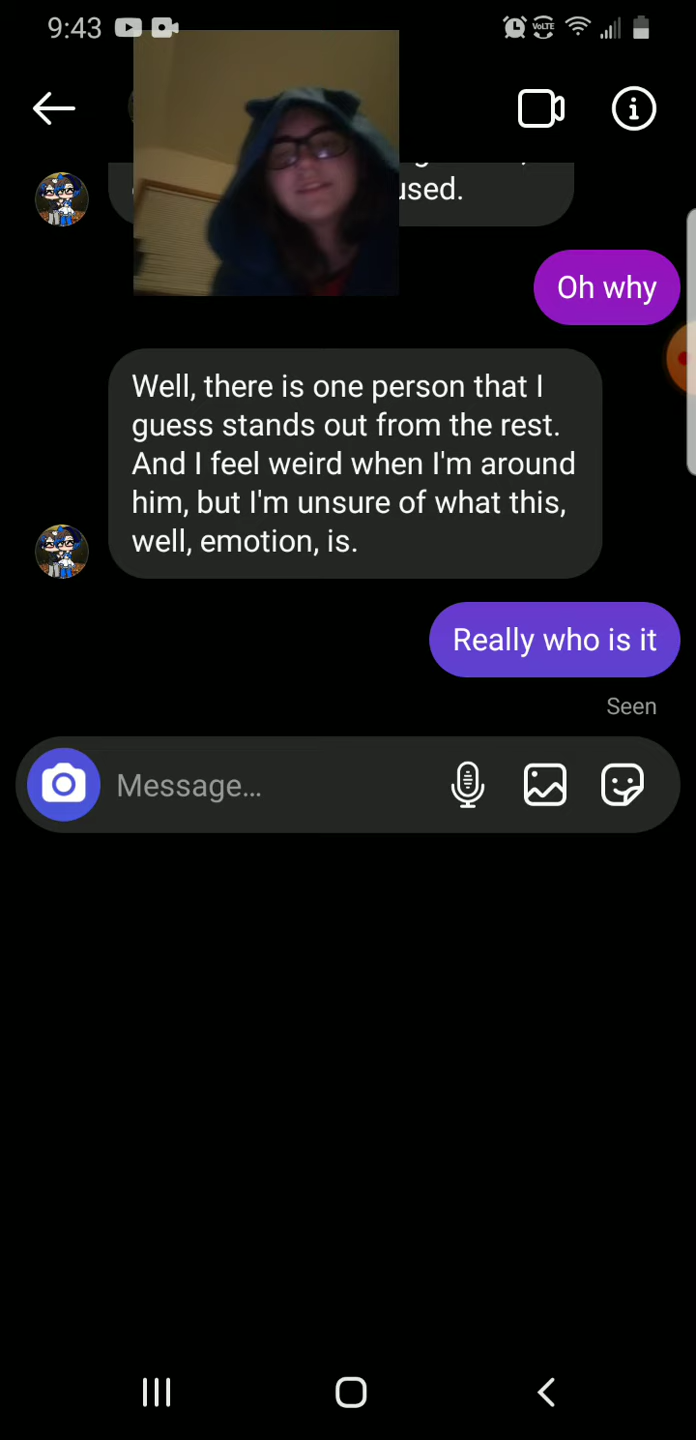 9:43
VoLTE
used.
Oh why
Well, there is one person that I
guess stands out from the rest.
And I feel weird when I'm around
him, but I'm unsure of what this,
well, emotion, is.
Really who is it
Seen
Message…